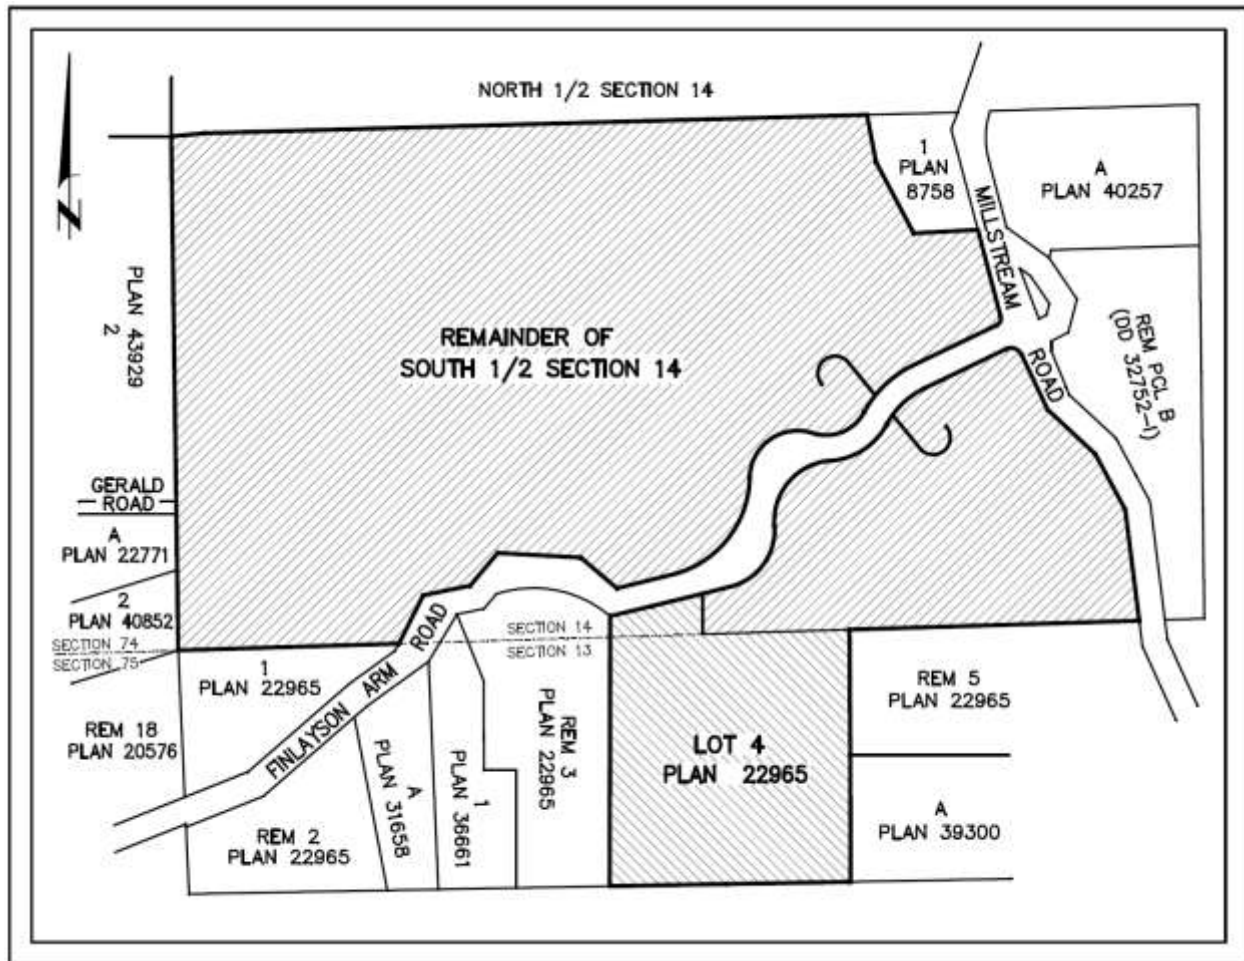 NORTH 1/2 SECTION 14
1
PLAN
8758
A
PLAN 40257
MILLSTREAM
ROAD
N
PLAN 43929
2
REMAINDER OF
SOUTH 1/2 SECTION 14
REM PCL B
(DD 32752-I)
GERALD
ROAD
A
PLAN 22771
2
PLAN 40852
SECTION 74
SECTION 75
SECTION 14
SECTION 13
1
PLAN 22965
FINLAYSON ARM ROAD
REM 18
PLAN 20576
REM 2
PLAN 22965
A
PLAN 31658
1
PLAN 36661
REM 3
PLAN 22965
LOT 4
PLAN 22965
REM 5
PLAN 22965
A
PLAN 39300